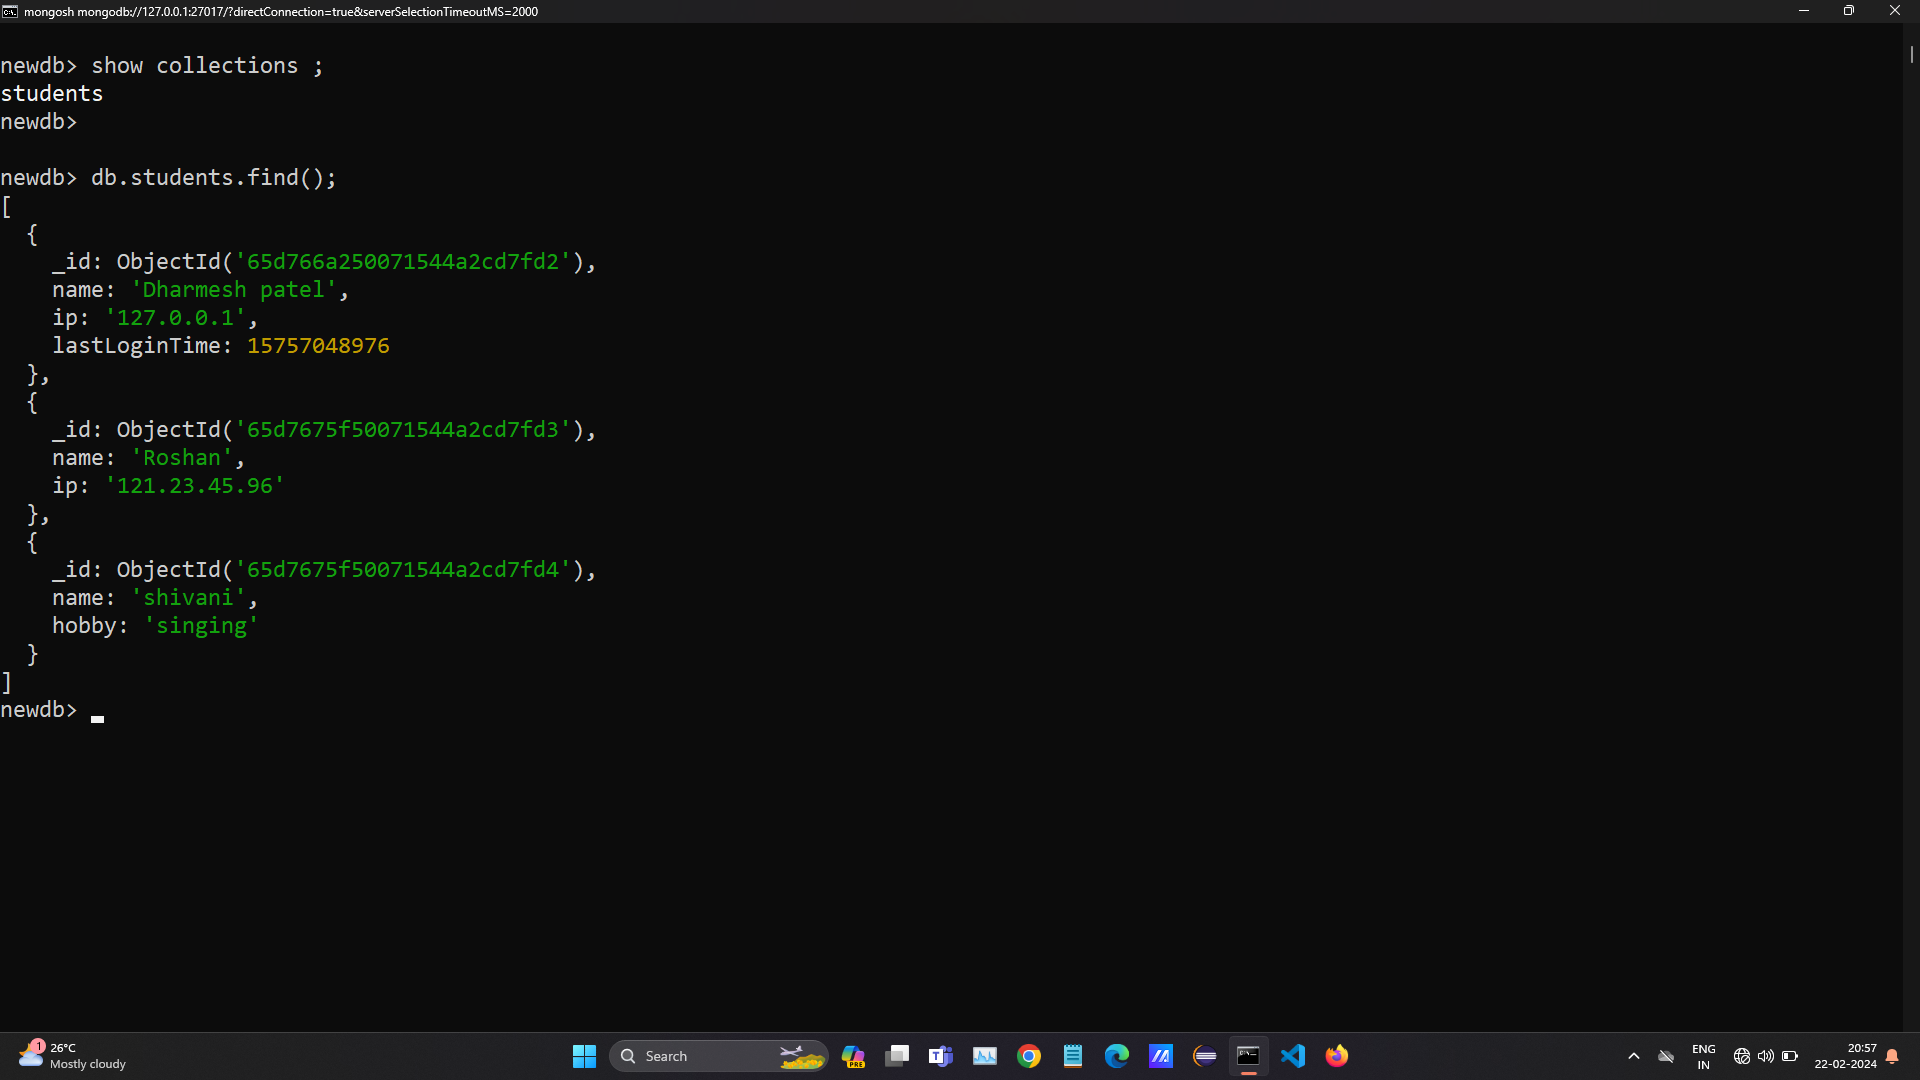 mongosh mongodb://127.0.0.1:27017/?directConnection=true&serverSelectionTimeoutMS=2000
newdb> show collections ;
students
newdb>
newdb> db.students.find();
[
  {
    _id: ObjectId('65d766a250071544a2cd7fd2'),
    name: 'Dharmesh patel',
    ip: '127.0.0.1',
    lastLoginTime: 15757048976
  },
  {
    _id: ObjectId('65d7675f50071544a2cd7fd3'),
    name: 'Roshan',
    ip: '121.23.45.96'
  },
  {
    _id: ObjectId('65d7675f50071544a2cd7fd4'),
    name: 'shivani',
    hobby: 'singing'
  }
]
newdb>
1
26°C
Mostly cloudy
Search
PRE
ENG
IN
20:57
22-02-2024